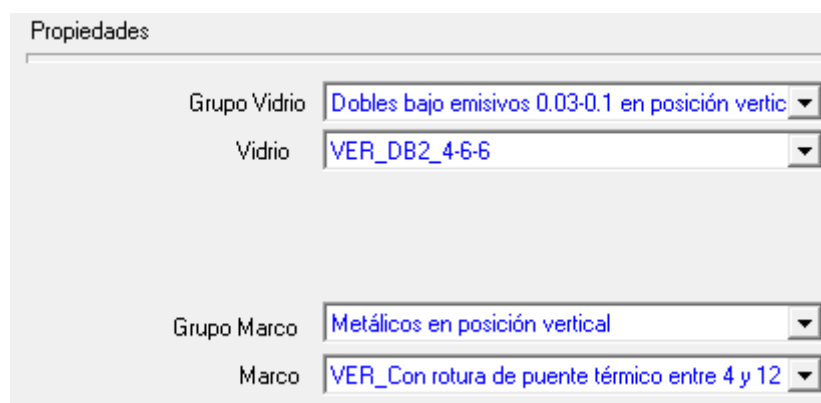 Propiedades
Grupo Vidrio Dobles bajo emisivos 0.03-0.1 en posición vertic
Vidrio VER_DB2_4-6-6
Grupo Marco Metálicos en posición vertical
Marco VER_Con rotura de puente térmico entre 4 y 12